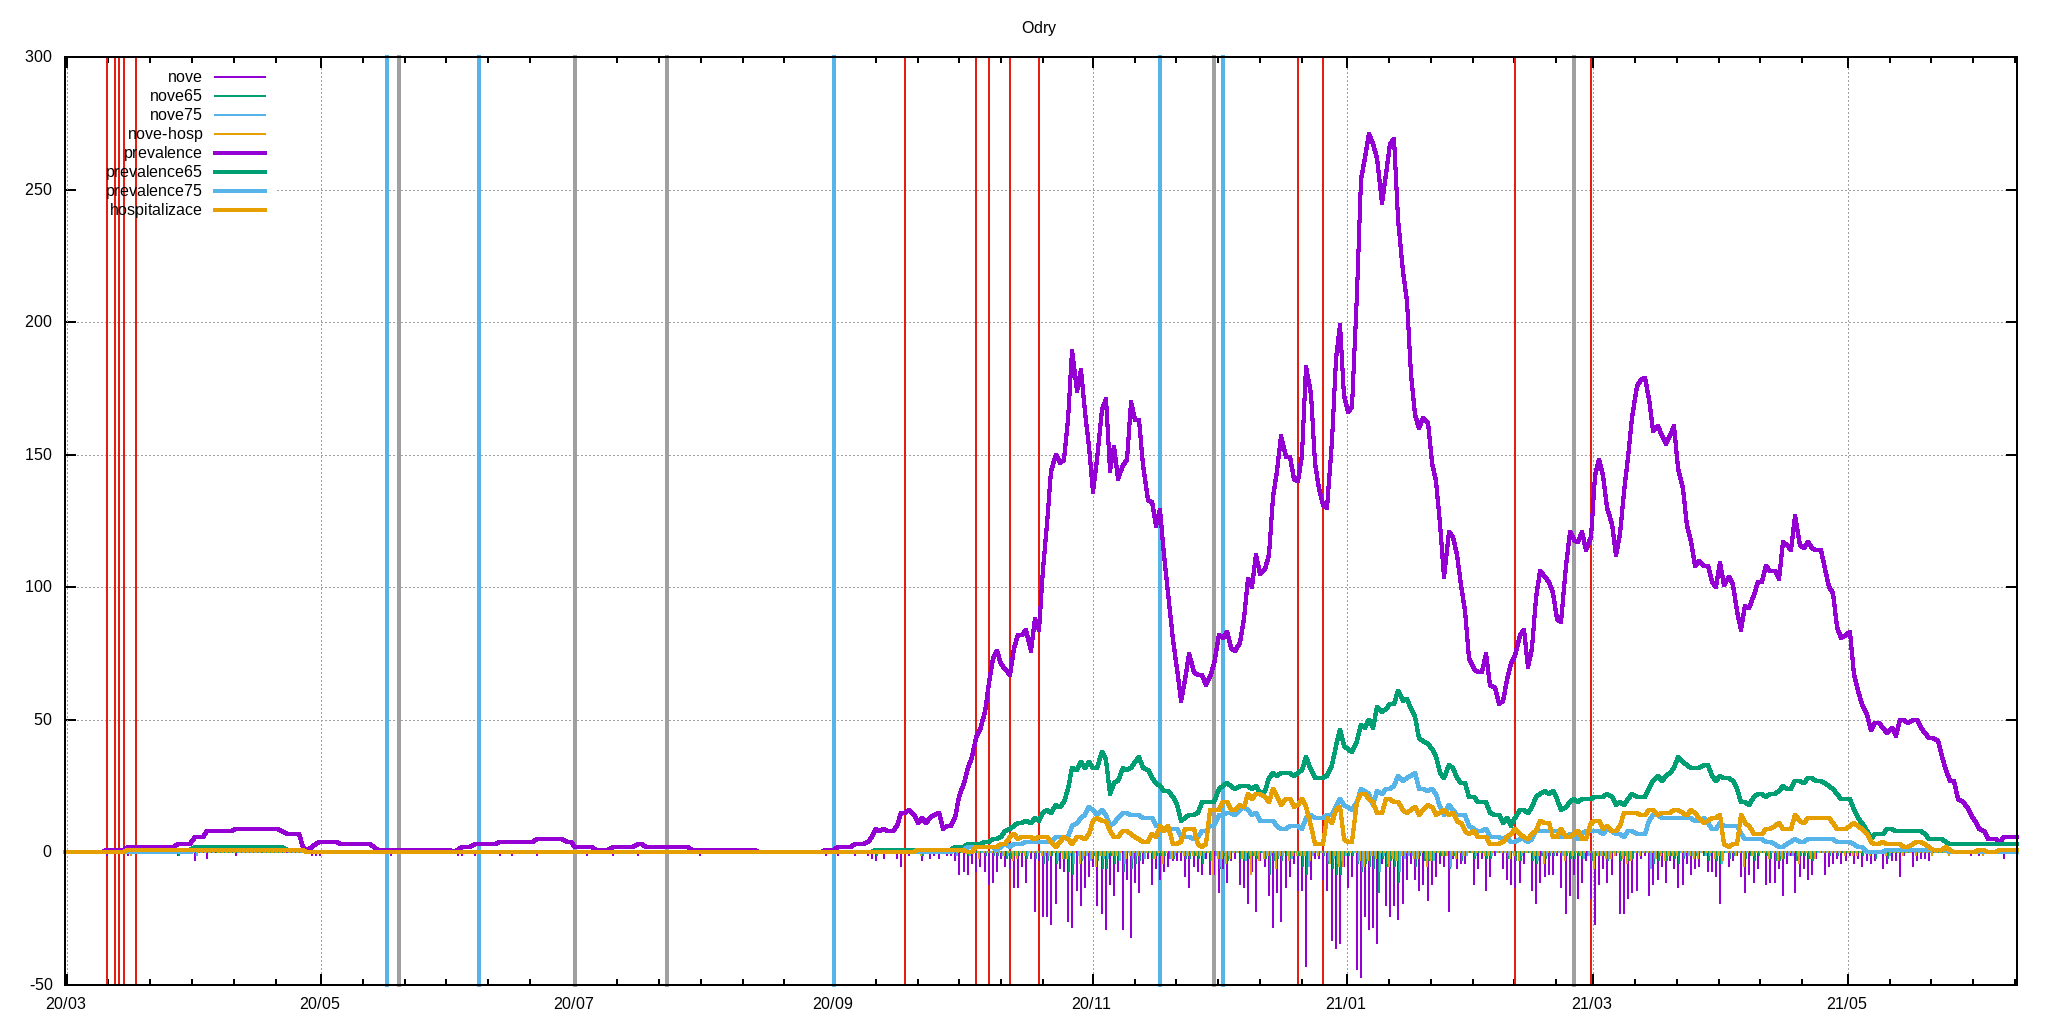 Odry
300
250
200
150
100
50
0
-50
nove
nove65
nove75
nove-hosp
prevalence
prevalence65
prevalence75
hospitalizace
20/03 20/05 20/07 20/09 20/11 21/01 21/03 21/05